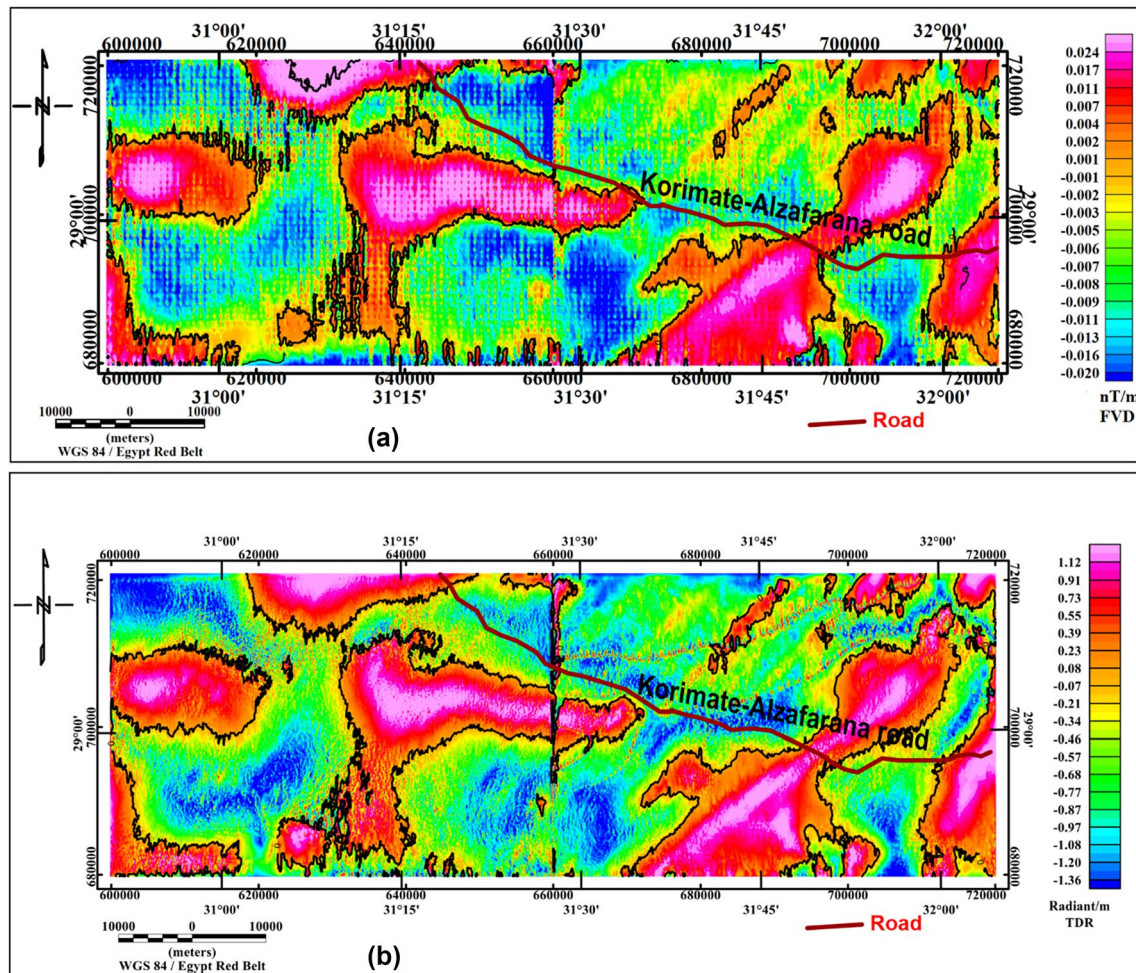 31°00' 31°15' 31°30' 31°45' 32°00'
600000 620000 640000 660000 680000 700000 720000
720000 720000
29°00' 700000 700000 29°00'
680000 680000
Korimate-Alzafarana road
600000 620000 640000 660000 680000 700000 720000
31°00' 31°15' 31°30' 31°45' 32°00'
10000 0 10000
(meters)
WGS 84 / Egypt Red Belt
(a)
Road
0.024
0.017
0.011
0.007
0.004
0.002
0.001
-0.001
-0.002
-0.003
-0.004
-0.006
-0.007
-0.009
-0.011
-0.013
-0.016
-0.020
nT/m
FVD
N
31°00' 31°15' 31°30' 31°45' 32°00'
600000 620000 640000 660000 680000 700000 720000
720000 720000
29°00' 700000 700000 29°00'
680000 680000
Korimate-Alzafarana road
600000 620000 640000 660000 680000 700000 720000
31°00' 31°15' 31°30' 31°45' 32°00'
10000 0 10000
(meters)
WGS 84 / Egypt Red Belt
(b)
Road
1.12
0.91
0.73
0.55
0.39
0.23
0.08
-0.07
-0.21
-0.34
-0.46
-0.57
-0.68
-0.77
-0.87
-0.97
-1.08
-1.20
-1.36
Radiant/m
TDR
N